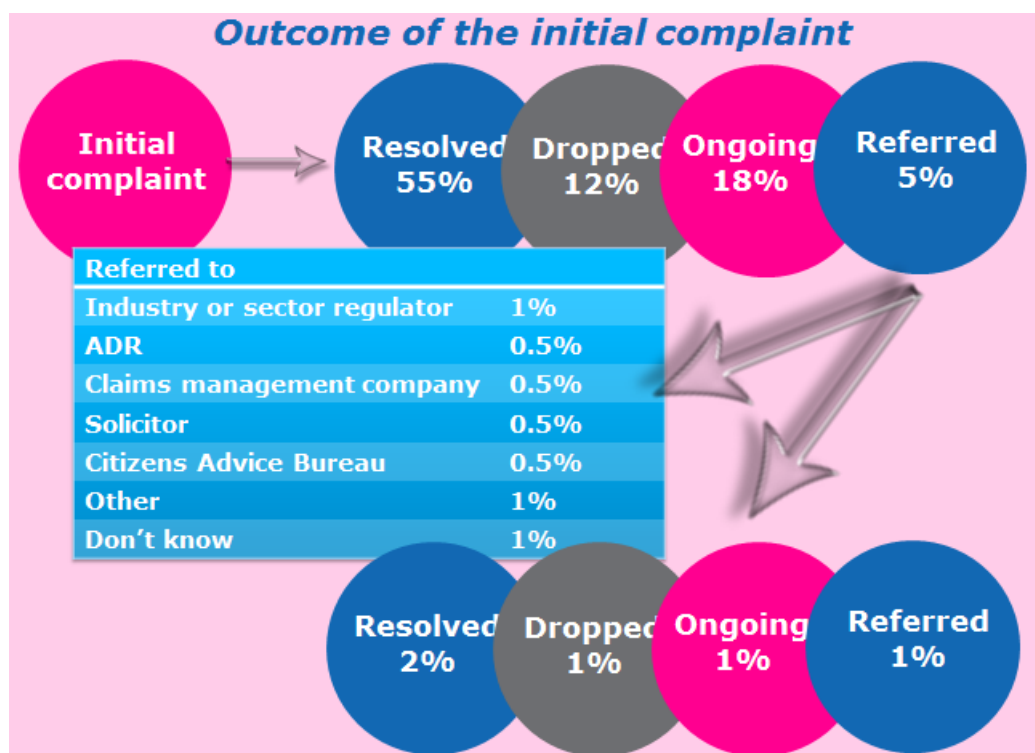 Outcome of the initial complaint
Initial
complaint
Resolved
55%
Dropped
12%
Ongoing
18%
Referred
5%
Referred to
Industry or sector regulator 1%
ADR 0.5%
Claims management company 0.5%
Solicitor 0.5%
Citizens Advice Bureau 0.5%
Other 1%
Don't know 1%
Resolved
2%
Dropped
1%
Ongoing
1%
Referred
1%